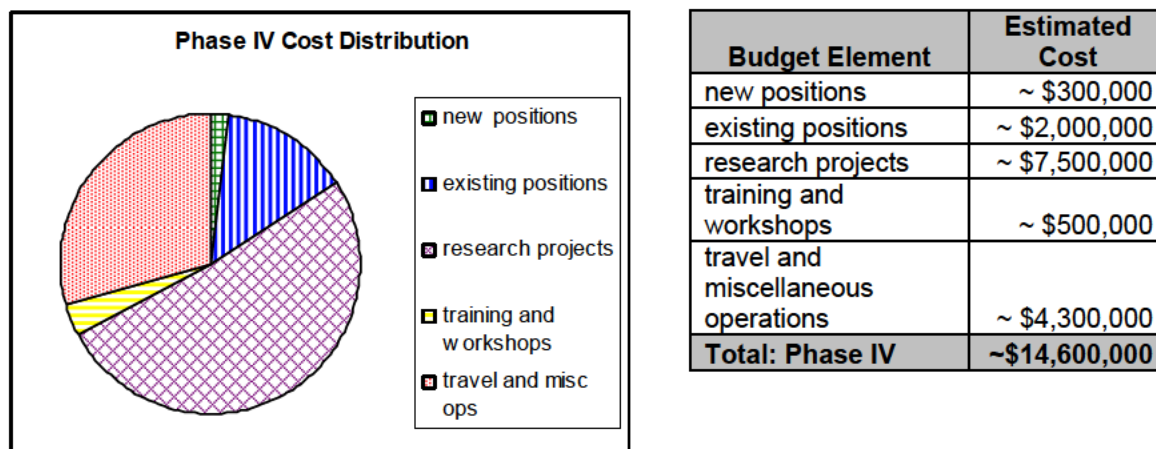 Phase IV Cost Distribution
new positions
existing positions
research projects
training and
workshops
travel and misc
ops
Budget Element
Estimated
Cost
new positions ~ $300,000
existing positions ~ $2,000,000
research projects ~ $7,500,000
training and
workshops ~ $500,000
travel and
miscellaneous
operations ~ $4,300,000
Total: Phase IV ~$14,600,000